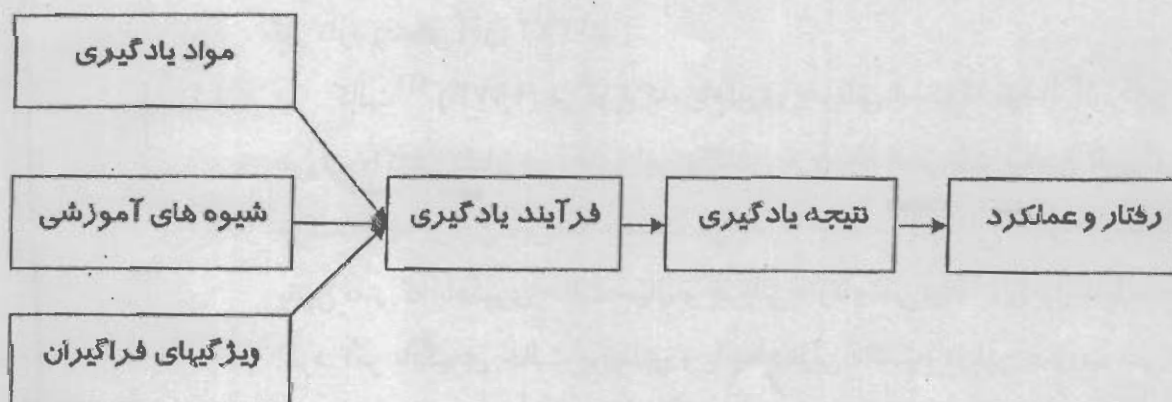 مواد یادگیری
شیوه های آموزشی
فرآیند یادگیری
نتیجه یادگیری
رفتار و عملکرد
ویژگیهای فراگیران